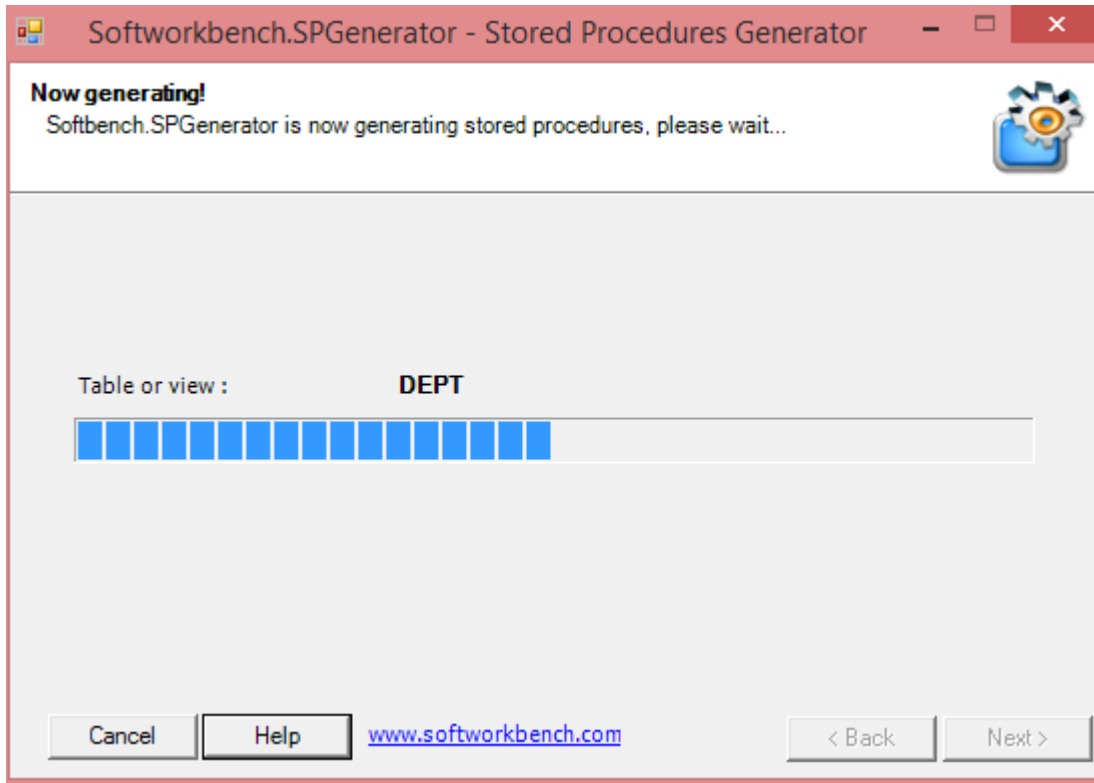 Softworkbench.SPGenerator - Stored Procedures Generator
Now generating!
Softbench.SPGenerator is now generating stored procedures, please wait...
Table or view : DEPT
Cancel Help www.softworkbench.com < Back Next >